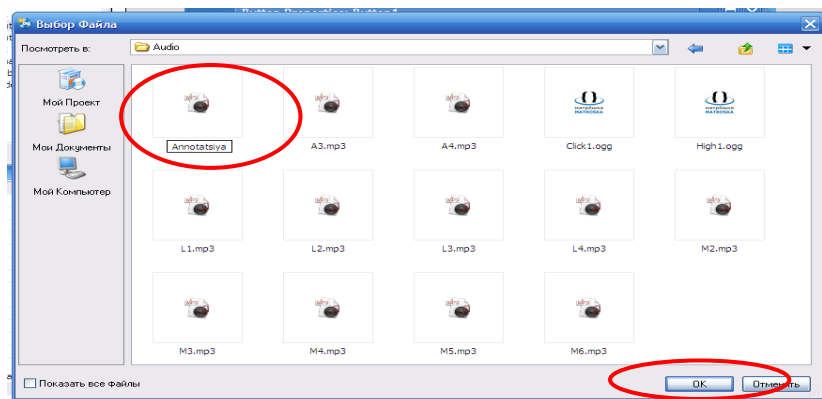 Выбор Файла
Посмотреть в:
Audio
Мой Проект
Мои Документы
Мой Компьютер
Annotatsiya
A3.mp3
A4.mp3
Click1.ogg
High1.ogg
L1.mp3
L2.mp3
L3.mp3
L4.mp3
M2.mp3
M3.mp3
M4.mp3
M5.mp3
M6.mp3
MATROSKA
MATROSKA
Показать все файлы
OK
Отменить